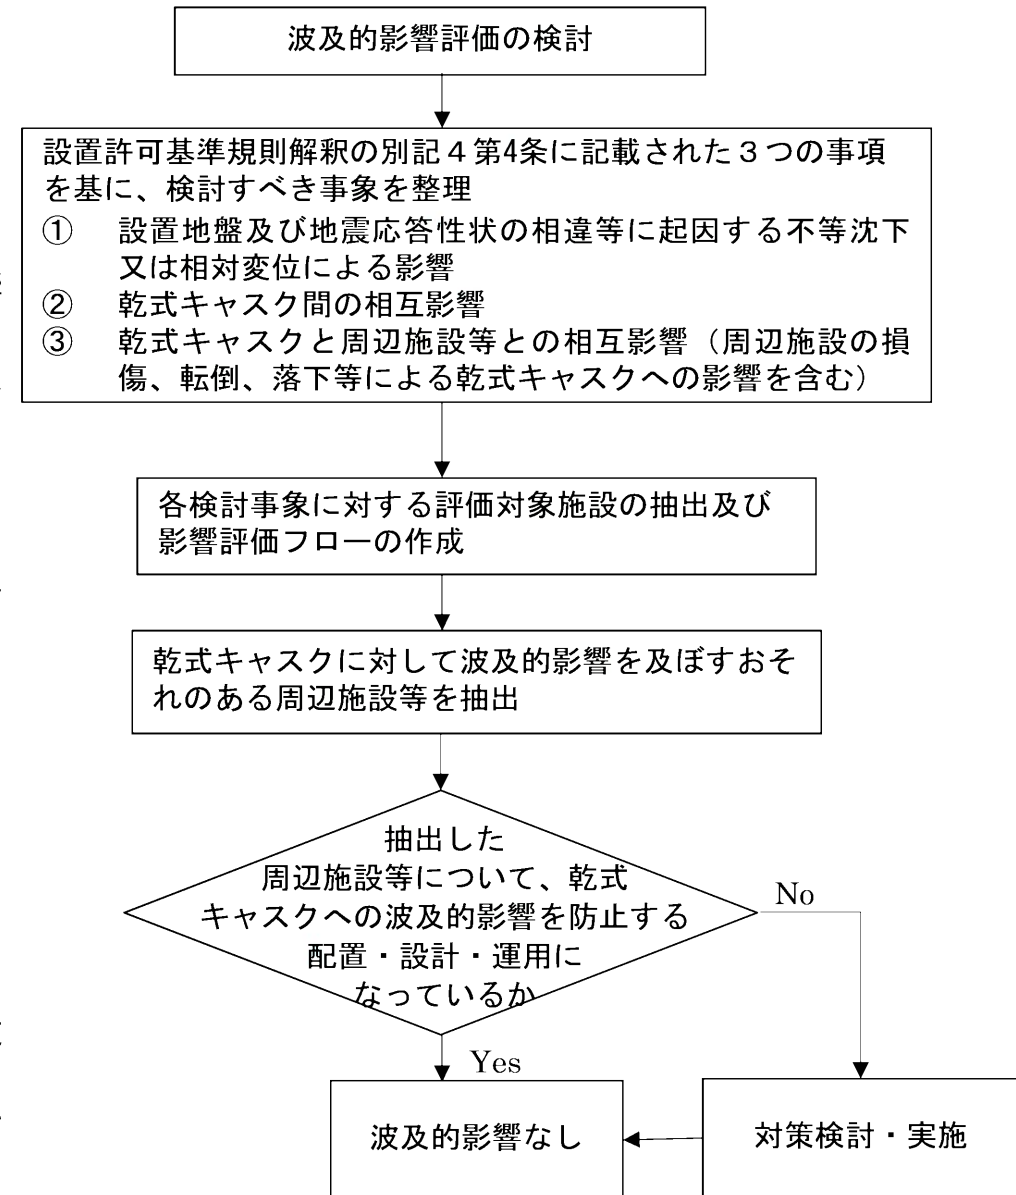 波及的影響評価の検討
設置許可基準規則解釈の別記４第4条に記載された３つの事項
を基に、検討すべき事象を整理
① 設置地盤及び地震応答性状の相違等に起因する不等沈下
又は相対変位による影響
② 乾式キャスク間の相互影響
③ 乾式キャスクと周辺施設等との相互影響（周辺施設の損
傷、転倒、落下等による乾式キャスクへの影響を含む）
各検討事象に対する評価対象施設の抽出及び
影響評価フローの作成
乾式キャスクに対して波及的影響を及ぼすおそ
れのある周辺施設等を抽出
抽出した
周辺施設等について、乾式
キャスクへの波及的影響を防止する
配置・設計・運用に
なっているか
No
Yes
波及的影響なし
対策検討・実施